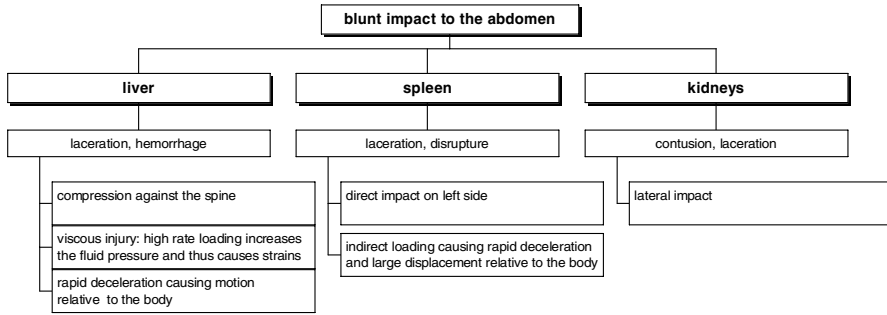 blunt impact to the abdomen
liver
laceration, hemorrhage
compression against the spine
viscous injury: high rate loading increases
the fluid pressure and thus causes strains
rapid deceleration causing motion
relative to the body
spleen
laceration, disrupture
direct impact on left side
indirect loading causing rapid deceleration
and large displacement relative to the body
kidneys
contusion, laceration
lateral impact